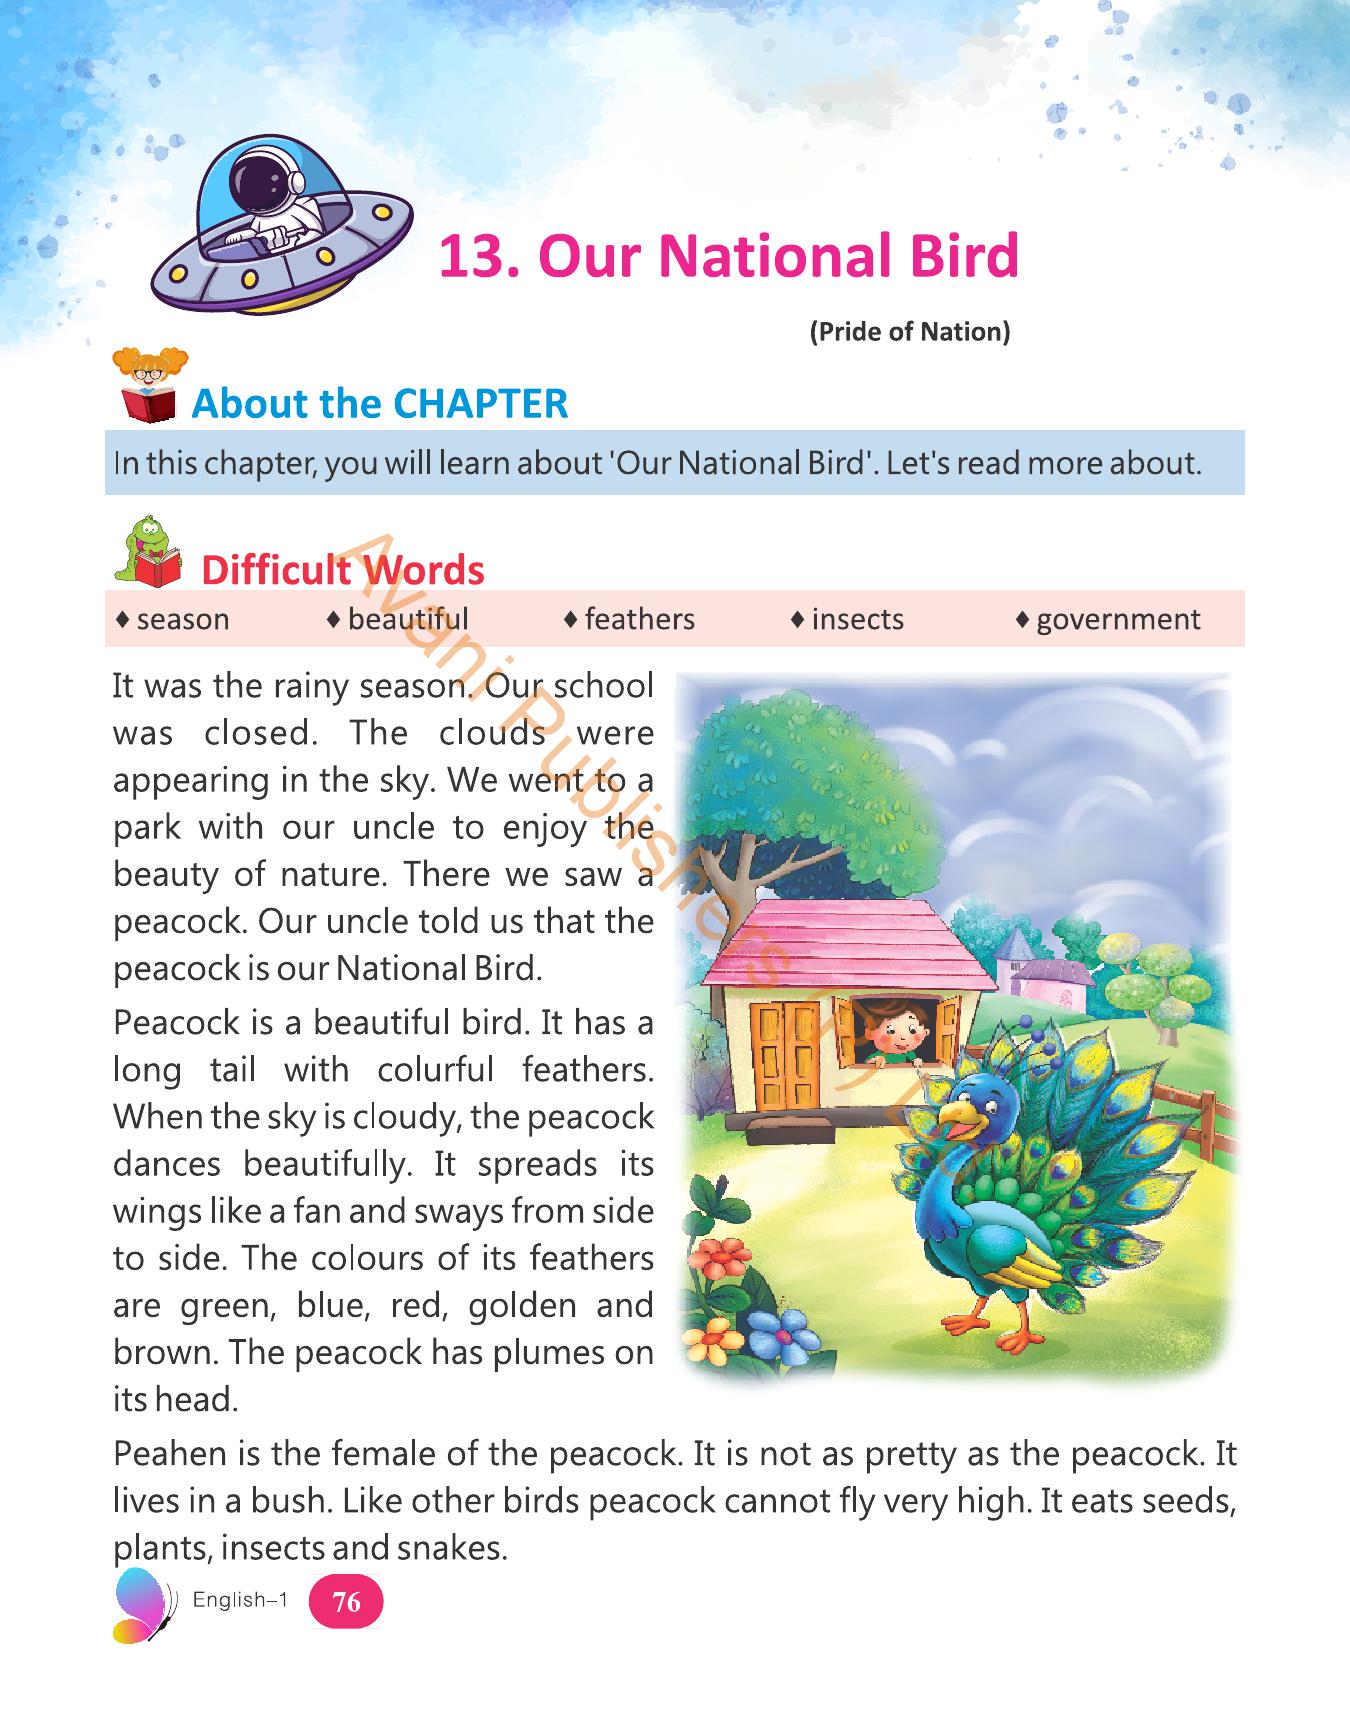 13. Our National Bird
(Pride of Nation)
About the CHAPTER
In this chapter, you will learn about 'Our National Bird'. Let's read more about.
Difficult Words
♦ season ♦ beautiful ♦ feathers ♦ insects ♦ government
It was the rainy season. Our school
was closed. The clouds were
appearing in the sky. We went to a
park with our uncle to enjoy the
beauty of nature. There we saw a
peacock. Our uncle told us that the
peacock is our National Bird.
Peacock is a beautiful bird. It has a
long tail with colurful feathers.
When the sky is cloudy, the peacock
dances beautifully. It spreads its
wings like a fan and sways from side
to side. The colours of its feathers
are green, blue, red, golden and
brown. The peacock has plumes on
its head.
Peahen is the female of the peacock. It is not as pretty as the peacock. It
lives in a bush. Like other birds peacock cannot fly very high. It eats seeds,
plants, insects and snakes.
English–1 76
Avani Publishers